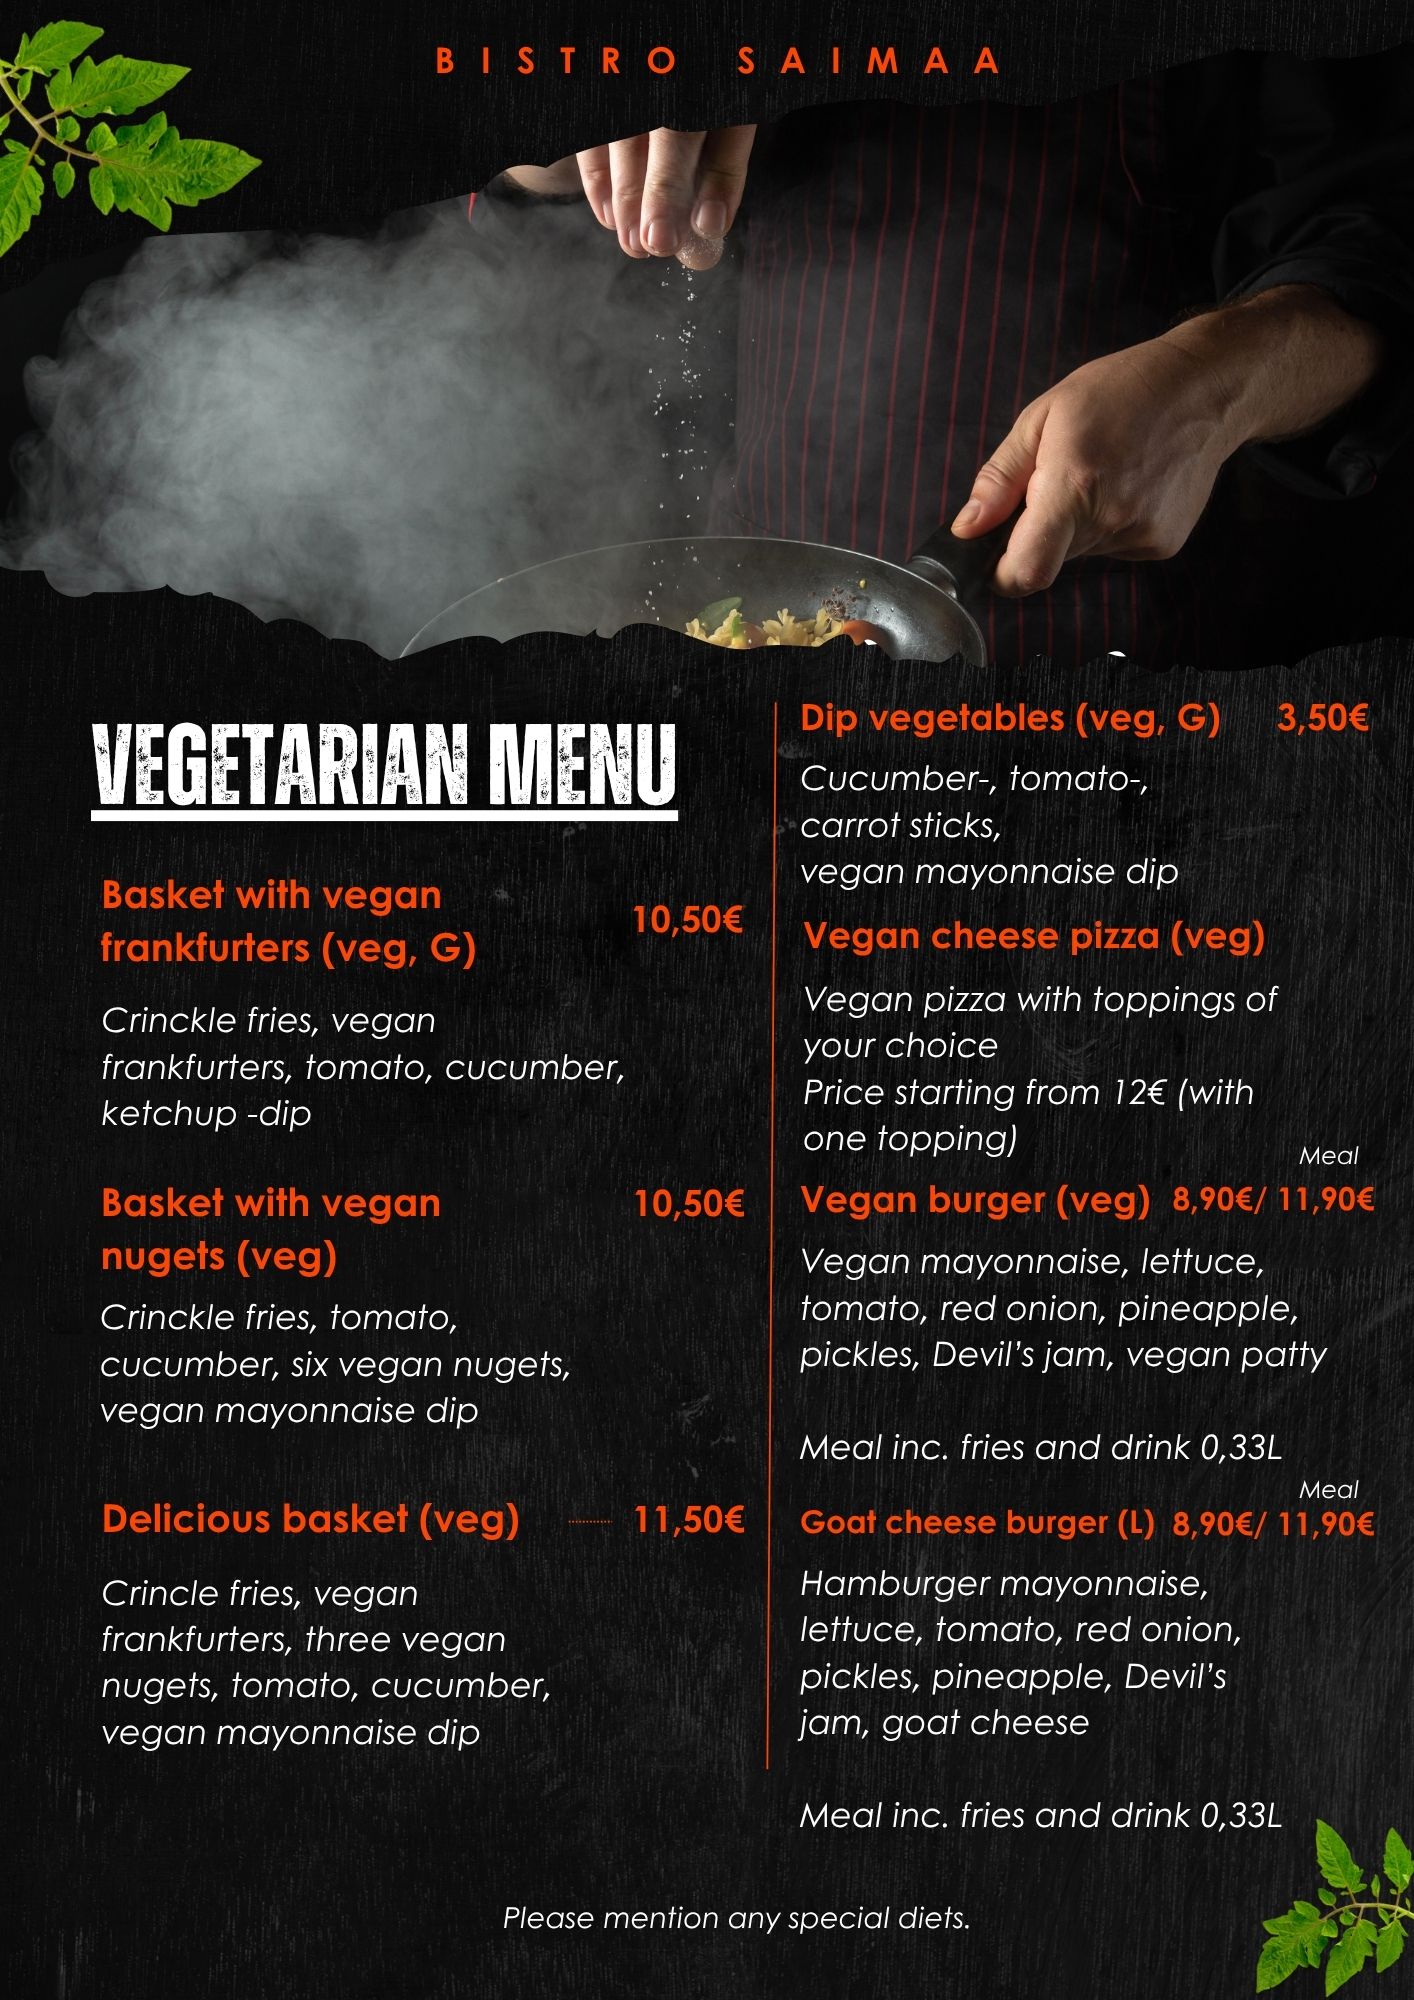 BISTRO SAIMAA
VEGETARIAN MENU
Basket with vegan
frankfurters (veg, G) 10,50€
Crinckle fries, vegan
frankfurters, tomato, cucumber,
ketchup -dip
Basket with vegan 10,50€
nugets (veg)
Crinckle fries, tomato,
cucumber, six vegan nugets,
vegan mayonnaise dip
Delicious basket (veg) 11,50€
Crincle fries, vegan
frankfurters, three vegan
nugets, tomato, cucumber,
vegan mayonnaise dip
Dip vegetables (veg, G) 3,50€
Cucumber-, tomato-,
carrot sticks,
vegan mayonnaise dip
Vegan cheese pizza (veg)
Vegan pizza with toppings of
your choice
Price starting from 12€ (with
one topping)
Meal
Vegan burger (veg) 8,90€/ 11,90€
Vegan mayonnaise, lettuce,
tomato, red onion, pineapple,
pickles, Devil's jam, vegan patty
Meal inc. fries and drink 0,33L
Meal
Goat cheese burger (L) 8,90€/ 11,90€
Hamburger mayonnaise,
lettuce, tomato, red onion,
pickles, pineapple, Devil's
jam, goat cheese
Meal inc. fries and drink 0,33L
Please mention any special diets.